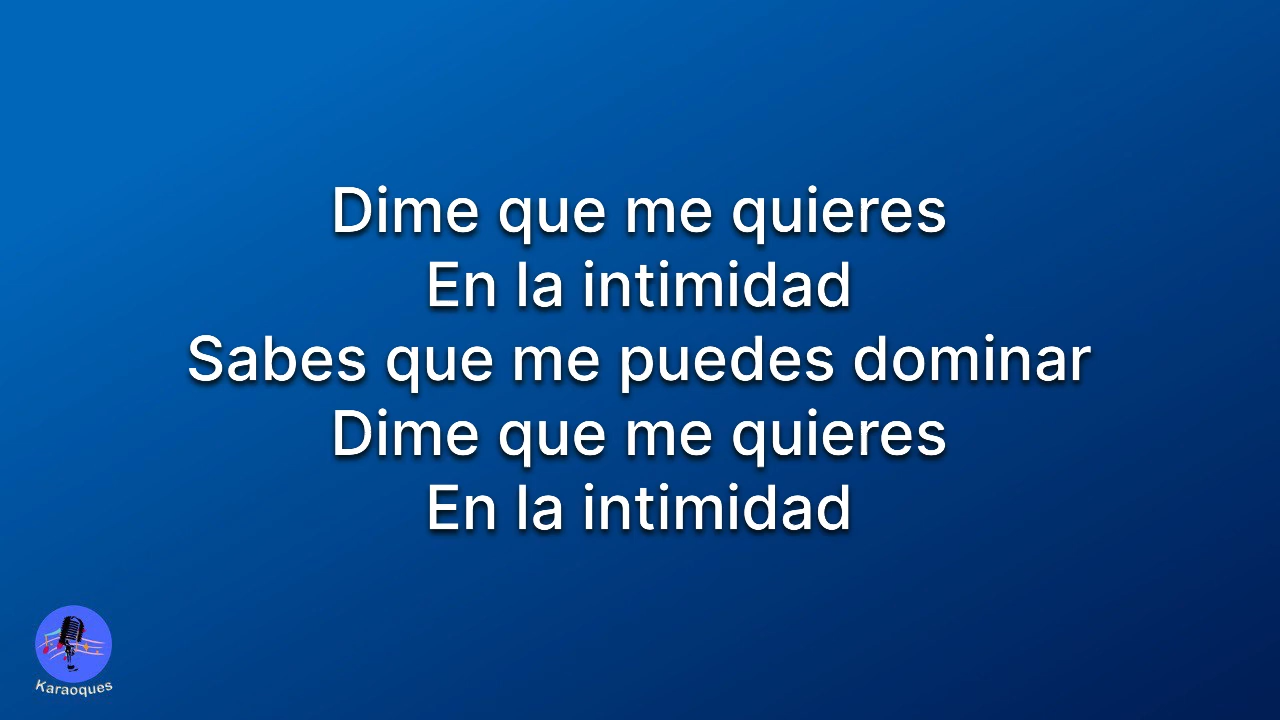 Dime que me quieres
En la intimidad
Sabes que me puedes dominar
Dime que me quieres
En la intimidad
Karaoques